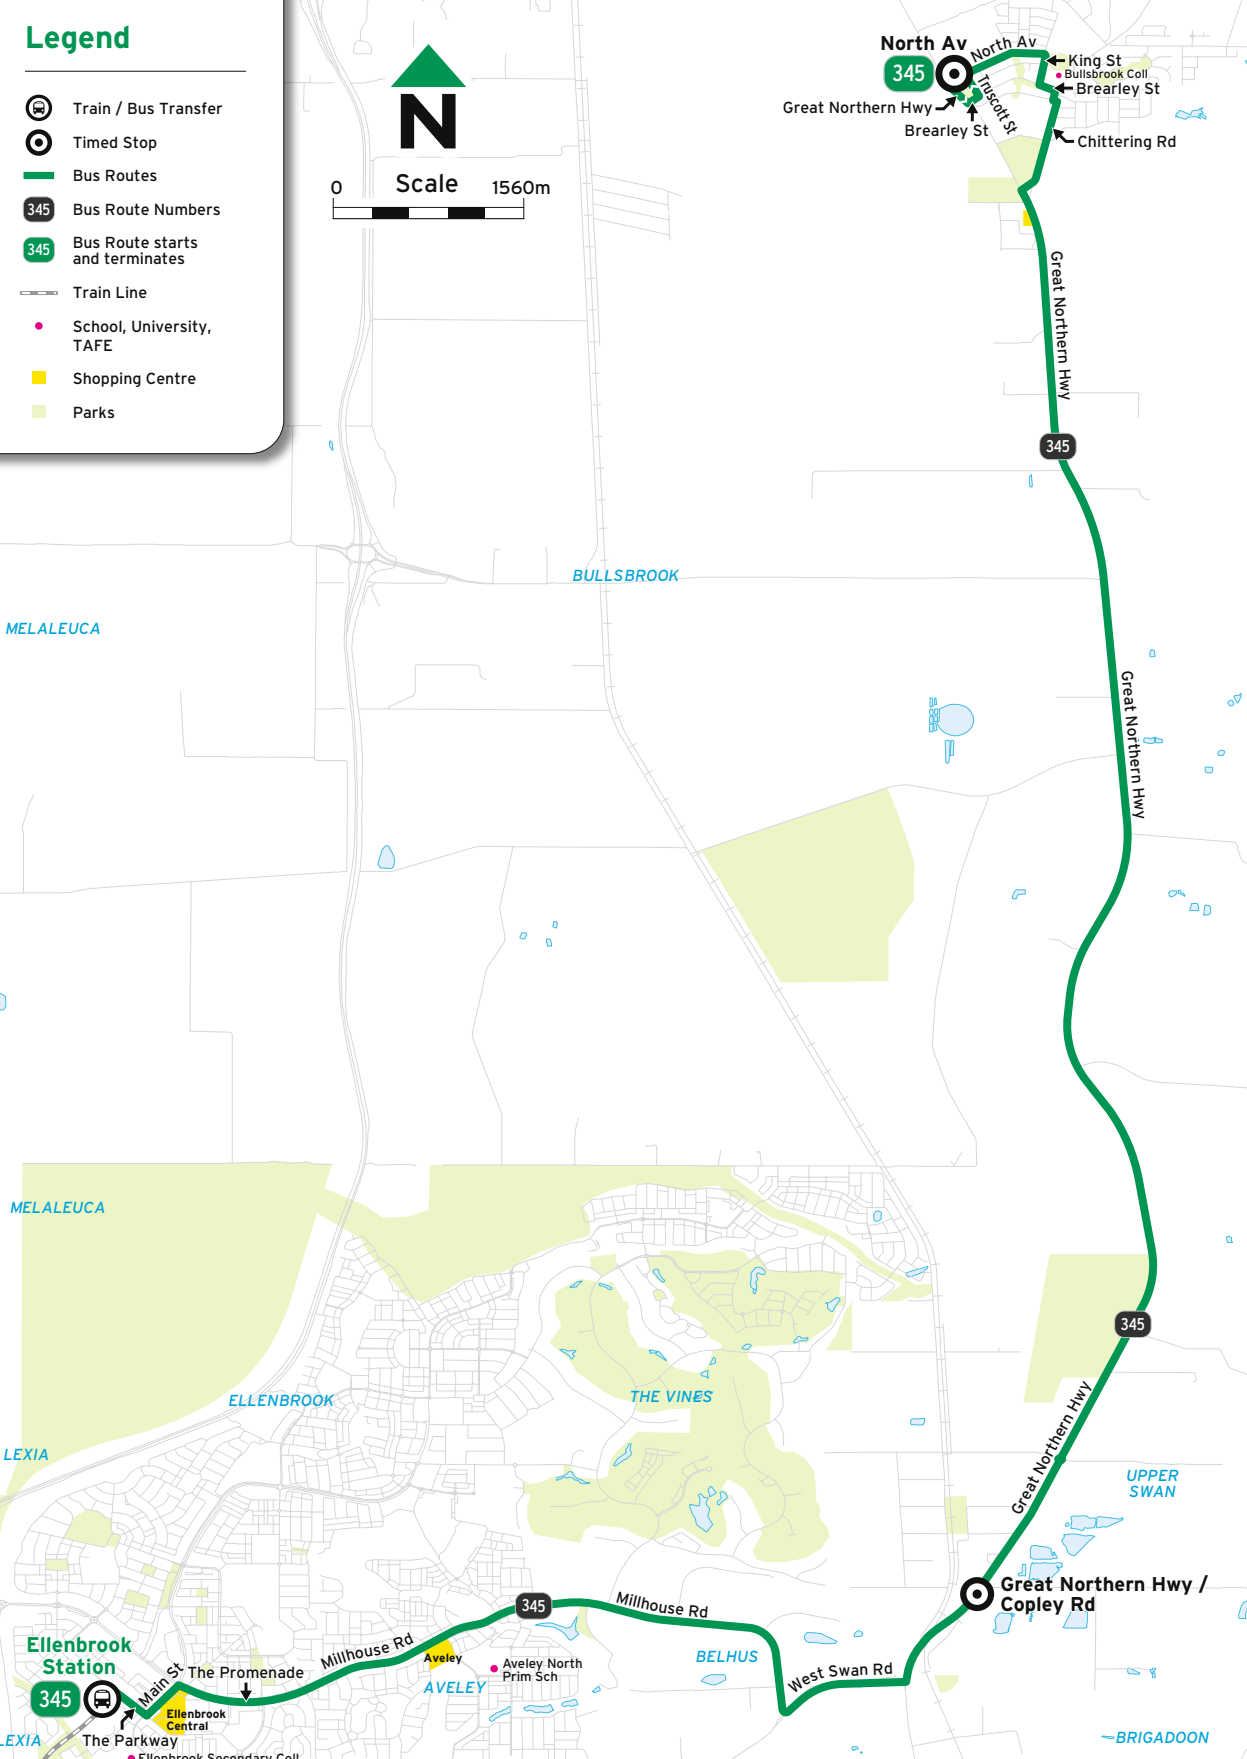 Legend
Train / Bus Transfer
Timed Stop
Bus Routes
345 Bus Route Numbers
345 Bus Route starts
and terminates
Train Line
School, University,
TAFE
Shopping Centre
Parks
N
0 Scale 1560m
North Av
345
North Av
King St
Bullsbrook Coll
Brearley St
Truscott St
Great Northern Hwy
Brearley St
Chittering Rd
Great Northern Hwy
345
BULLSBROOK
MELALEUCA
Great Northern Hwy
MELALEUCA
345
ELLENBROOK
THE VINES
Great Northern Hwy
LEXIA
UPPER
SWAN
Great Northern Hwy /
Copley Rd
345
Millhouse Rd
Ellenbrook
Station
345
Main St
The Promenade
Millhouse Rd
Aveley
Aveley North
Prim Sch
BELHUS
West Swan Rd
AVELEY
Ellenbrook
Central
The Parkway
LEXIA
BRIGADOON
Ellenbrook Secondary Coll